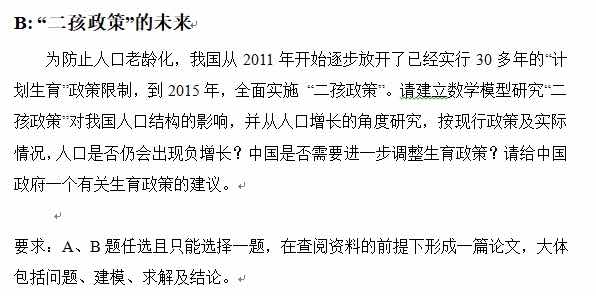 B: “二孩政策”的未来
为防止人口老龄化，我国从 2011 年开始逐步放开了已经实行 30 多年的“计
划生育”政策限制，到 2015 年，全面实施 “二孩政策”。请建立数学模型研究“二
孩政策”对我国人口结构的影响，并从人口增长的角度研究，按现行政策及实际
情况，人口是否仍会出现负增长？中国是否需要进一步调整生育政策？请给中国
政府一个有关生育政策的建议。
要求：A、B 题任选且只能选择一题，在查阅资料的前提下形成一篇论文，大体
包括问题、建模、求解及结论。